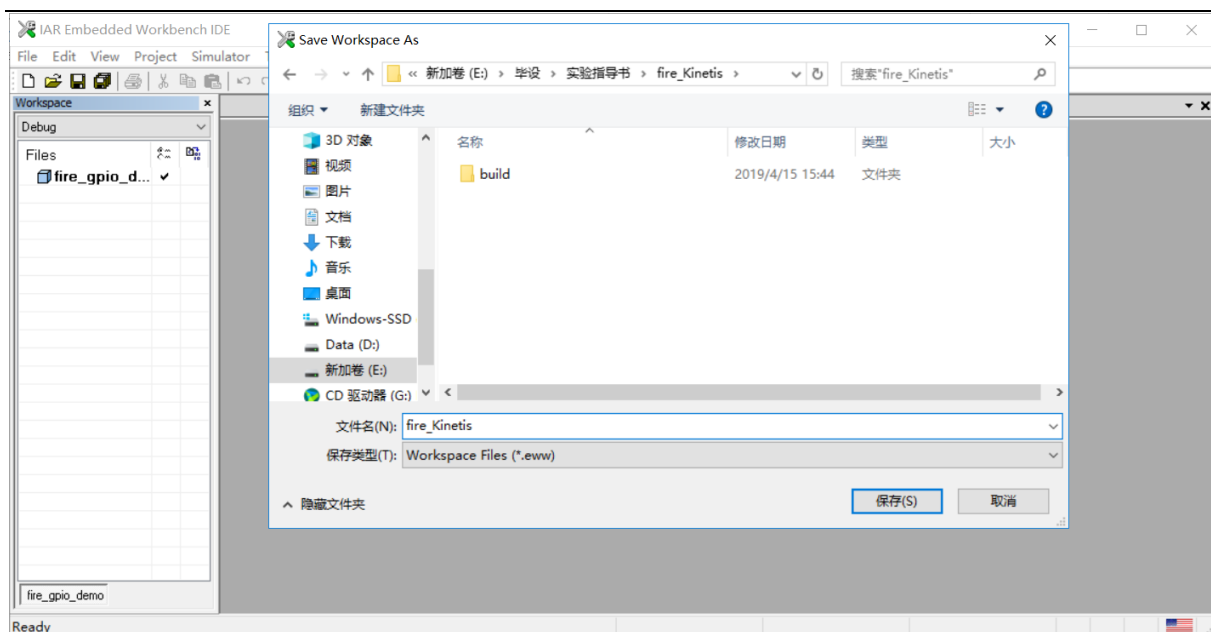 IAR Embedded Workbench IDE
File Edit View Project Simulator
Workspace
Debug
Files
fire_gpio_d...
fire_gpio_demo
Ready
Save Workspace As
« 新加卷 (E:) › 毕设 › 实验指导书 › fire_Kinetis ›
搜索"fire_Kinetis"
组织 新建文件夹
3D 对象
视频
图片
文档
下载
音乐
桌面
Windows-SSD
Data (D:)
新加卷 (E:)
CD 驱动器 (G:)
名称 修改日期 类型 大小
build 2019/4/15 15:44 文件夹
文件名(N): fire_Kinetis
保存类型(T): Workspace Files (*.eww)
隐藏文件夹 保存(S) 取消